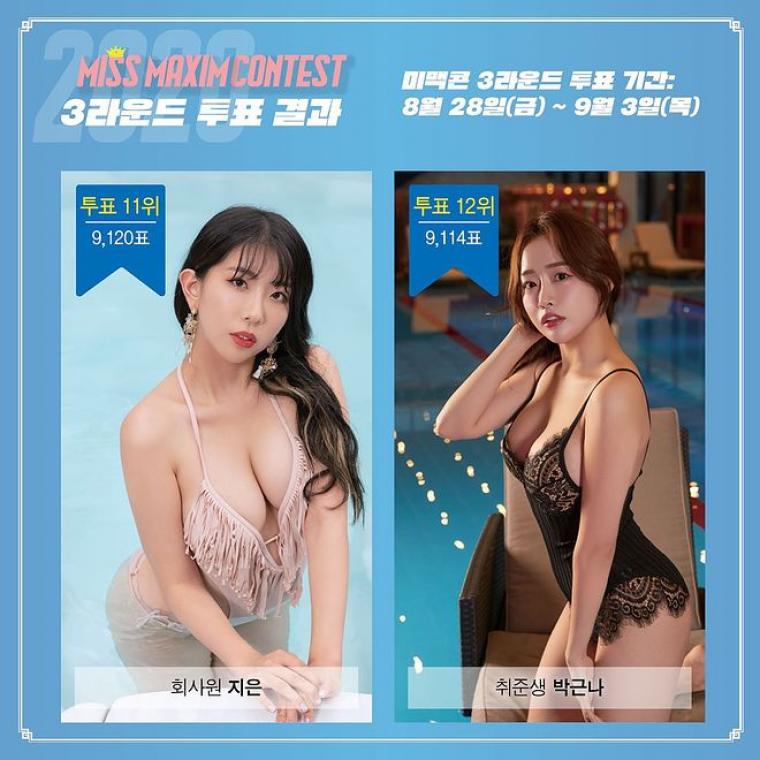 2020
MISS MAXIM CONTEST
3라운드 투표 결과
미맥콘 3라운드 투표 기간:
8월 28일(금) ~ 9월 3일(목)
투표 11위
9,120표
투표 12위
9,114표
회사원 지은
취준생 박근나